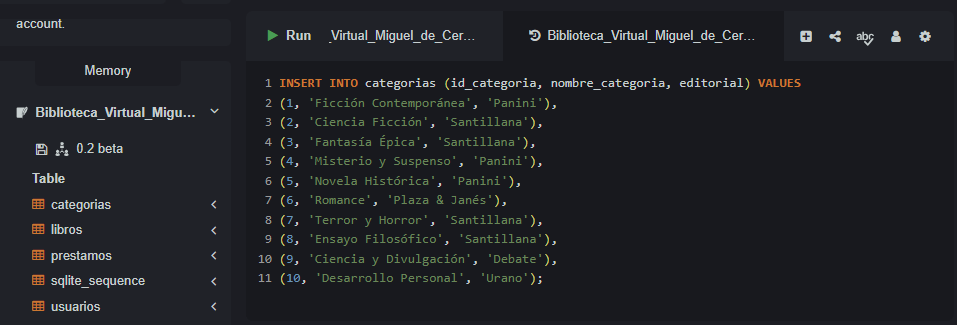 account.
Memory
Biblioteca_Virtual_Migu...
0.2 beta
Table
categorias
libros
prestamos
sqlite_sequence
usuarios
Run
_Virtual_Miguel_de_Cer...
Biblioteca_Virtual_Miguel_de_Cer...
abc
1 INSERT INTO categorias (id_categoria, nombre_categoria, editorial) VALUES
2 (1, 'Ficción Contemporánea', 'Panini'),
3 (2, 'Ciencia Ficción', 'Santillana'),
4 (3, 'Fantasía Épica', 'Santillana'),
5 (4, 'Misterio y Suspenso', 'Panini'),
6 (5, 'Novela Histórica', 'Panini'),
7 (6, 'Romance', 'Plaza & Janés'),
8 (7, 'Terror y Horror', 'Santillana'),
9 (8, 'Ensayo Filosófico', 'Santillana'),
10 (9, 'Ciencia y Divulgación', 'Debate'),
11 (10, 'Desarrollo Personal', 'Urano');